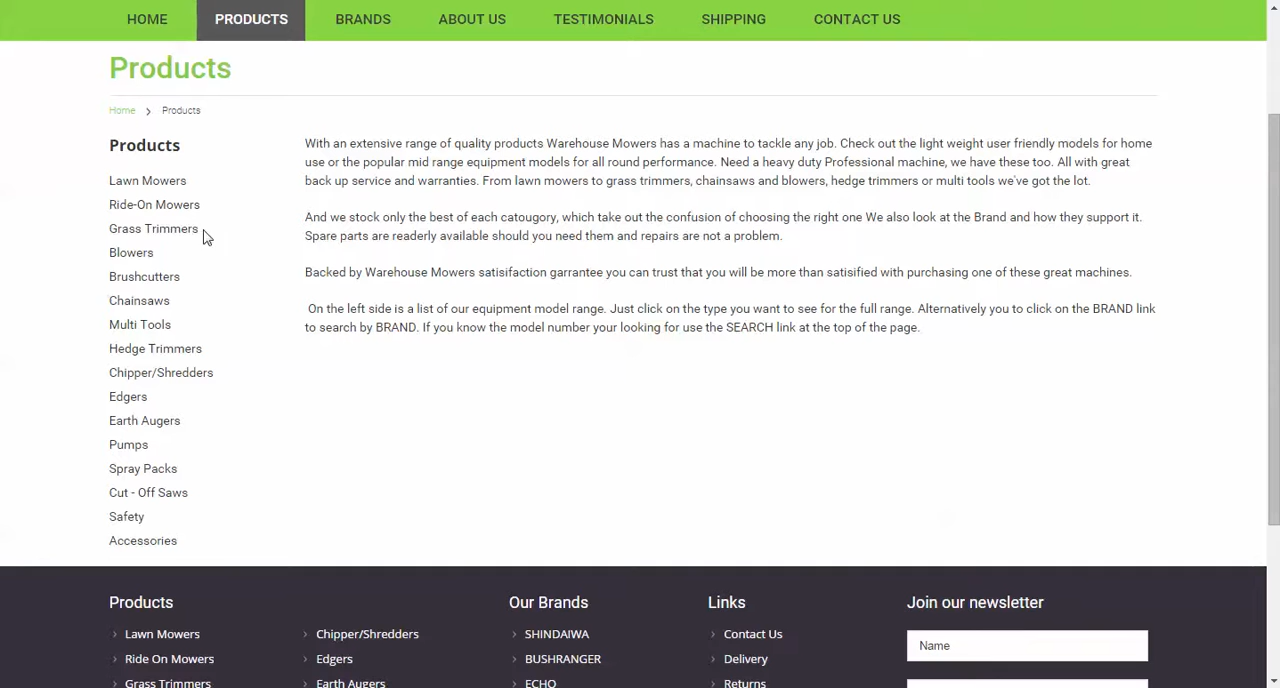 HOME PRODUCTS BRANDS ABOUT US TESTIMONIALS SHIPPING CONTACT US
Products
Home > Products
Products
Lawn Mowers
Ride-On Mowers
Grass Trimmers
Blowers
Brushcutters
Chainsaws
Multi Tools
Hedge Trimmers
Chipper/Shredders
Edgers
Earth Augers
Pumps
Spray Packs
Cut - Off Saws
Safety
Accessories
With an extensive range of quality products Warehouse Mowers has a machine to tackle any job. Check out the light weight user friendly models for home
use or the popular mid range equipment models for all round performance. Need a heavy duty Professional machine, we have these too. All with great
back up service and warranties. From lawn mowers to grass trimmers, chainsaws and blowers, hedge trimmers or multi tools we've got the lot.
And we stock only the best of each catougory, which take out the confusion of choosing the right one We also look at the Brand and how they support it.
Spare parts are readerly available should you need them and repairs are not a problem.
Backed by Warehouse Mowers satisifaction garrantee you can trust that you will be more than satisified with purchasing one of these great machines.
On the left side is a list of our equipment model range. Just click on the type you want to see for the full range. Alternatively you to click on the BRAND link
to search by BRAND. If you know the model number your looking for use the SEARCH link at the top of the page.
Products
Lawn Mowers
Ride On Mowers
Grass Trimmers
Chipper/Shredders
Edgers
Earth Augers
Our Brands
SHINDAIWA
BUSHRANGER
ECHO
Links
Contact Us
Delivery
Returns
Join our newsletter
Name